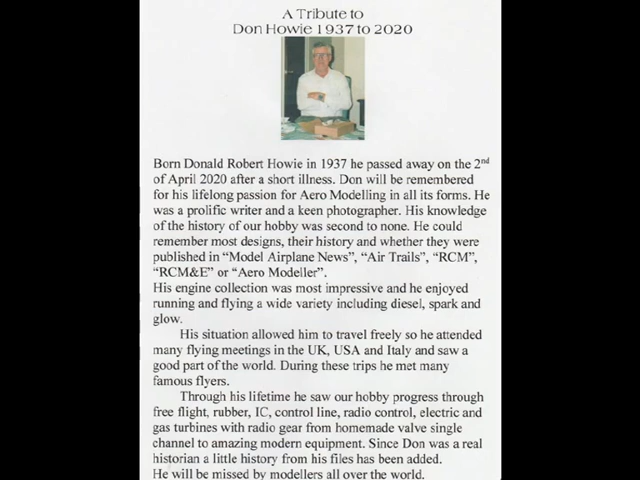 A Tribute to
Don Howie 1937 to 2020
Born Donald Robert Howie in 1937 he passed away on the 2nd
of April 2020 after a short illness. Don will be remembered
for his lifelong passion for Aero Modelling in all its forms. He
was a prolific writer and a keen photographer. His knowledge
of the history of our hobby was second to none. He could
remember most designs, their history and whether they were
published in “Model Airplane News”, “Air Trails”, “RCM”,
“RCM&E” or “Aero Modeller”.
His engine collection was most impressive and he enjoyed
running and flying a wide variety including diesel, spark and
glow.
His situation allowed him to travel freely so he attended
many flying meetings in the UK, USA and Italy and saw a
good part of the world. During these trips he met many
famous flyers.
Through his lifetime he saw our hobby progress through
free flight, rubber, IC, control line, radio control, electric and
gas turbines with radio gear from homemade valve single
channel to amazing modern equipment. Since Don was a real
historian a little history from his files has been added.
He will be missed by modellers all over the world.